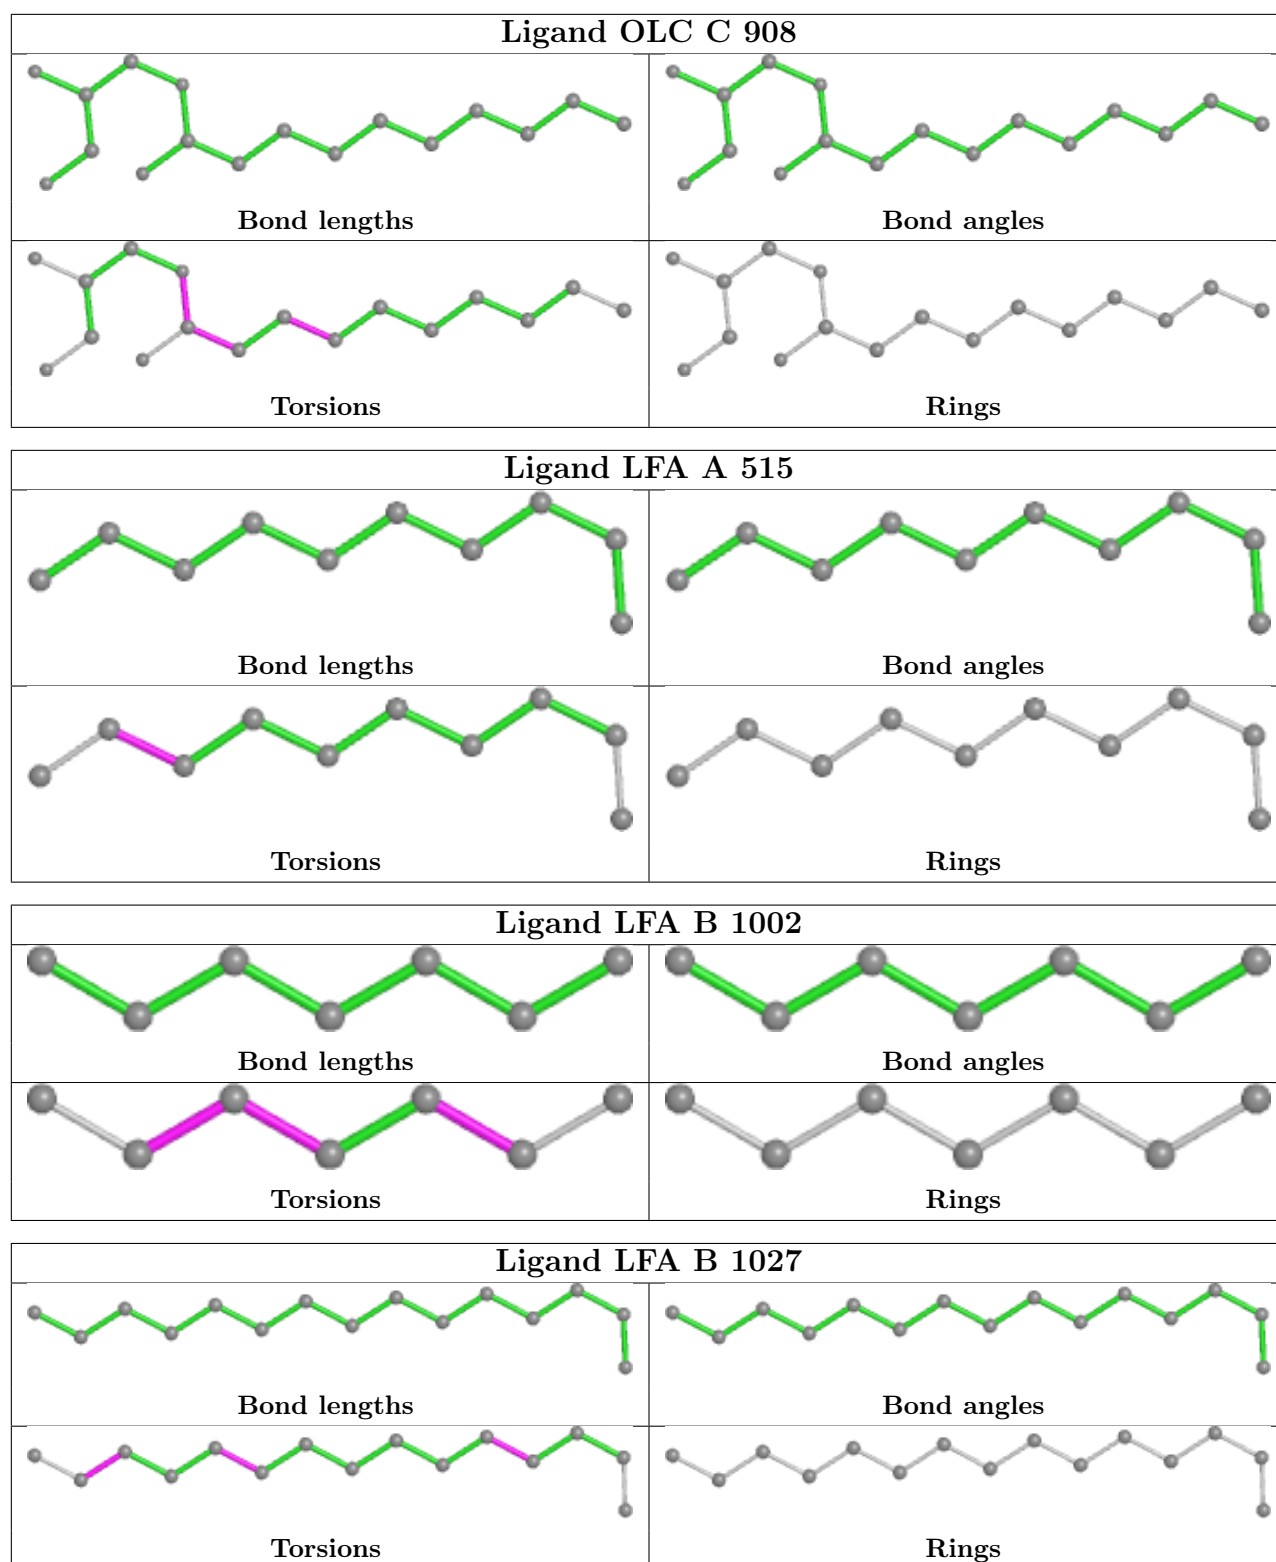 Ligand OLC C 908
Bond lengths Bond angles
Torsions Rings
Ligand LFA A 515
Bond lengths Bond angles
Torsions Rings
Ligand LFA B 1002
Bond lengths Bond angles
Torsions Rings
Ligand LFA B 1027
Bond lengths Bond angles
Torsions Rings